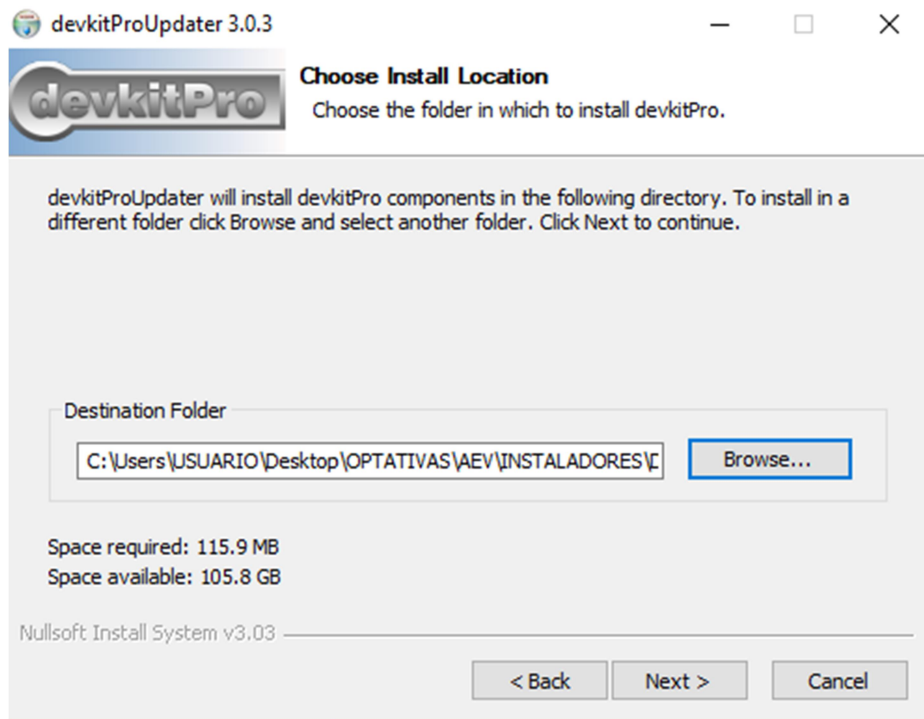 devkitProUpdater 3.0.3
devkitPro
Choose Install Location
Choose the folder in which to install devkitPro.
devkitProUpdater will install devkitPro components in the following directory. To install in a
different folder click Browse and select another folder. Click Next to continue.
Destination Folder
C:\Users\USUARIO\Desktop\OPTATIVAS\AEV\INSTALADORES\
Browse...
Space required: 115.9 MB
Space available: 105.8 GB
Nullsoft Install System v3.03
< Back
Next >
Cancel